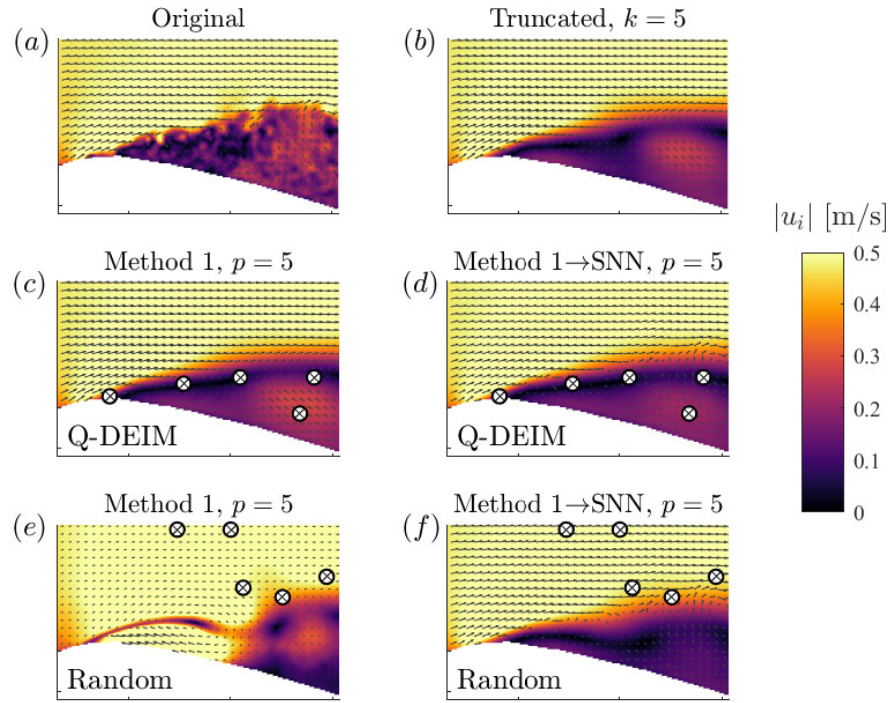 Original
(a)
Truncated, k = 5
(b)
|u_i| [m/s]
0.5
0.4
0.3
0.2
0.1
0
Method 1, p = 5
(c)
Q-DEIM
Method 1→SNN, p = 5
(d)
Q-DEIM
Method 1, p = 5
(e)
Random
Method 1→SNN, p = 5
(f)
Random